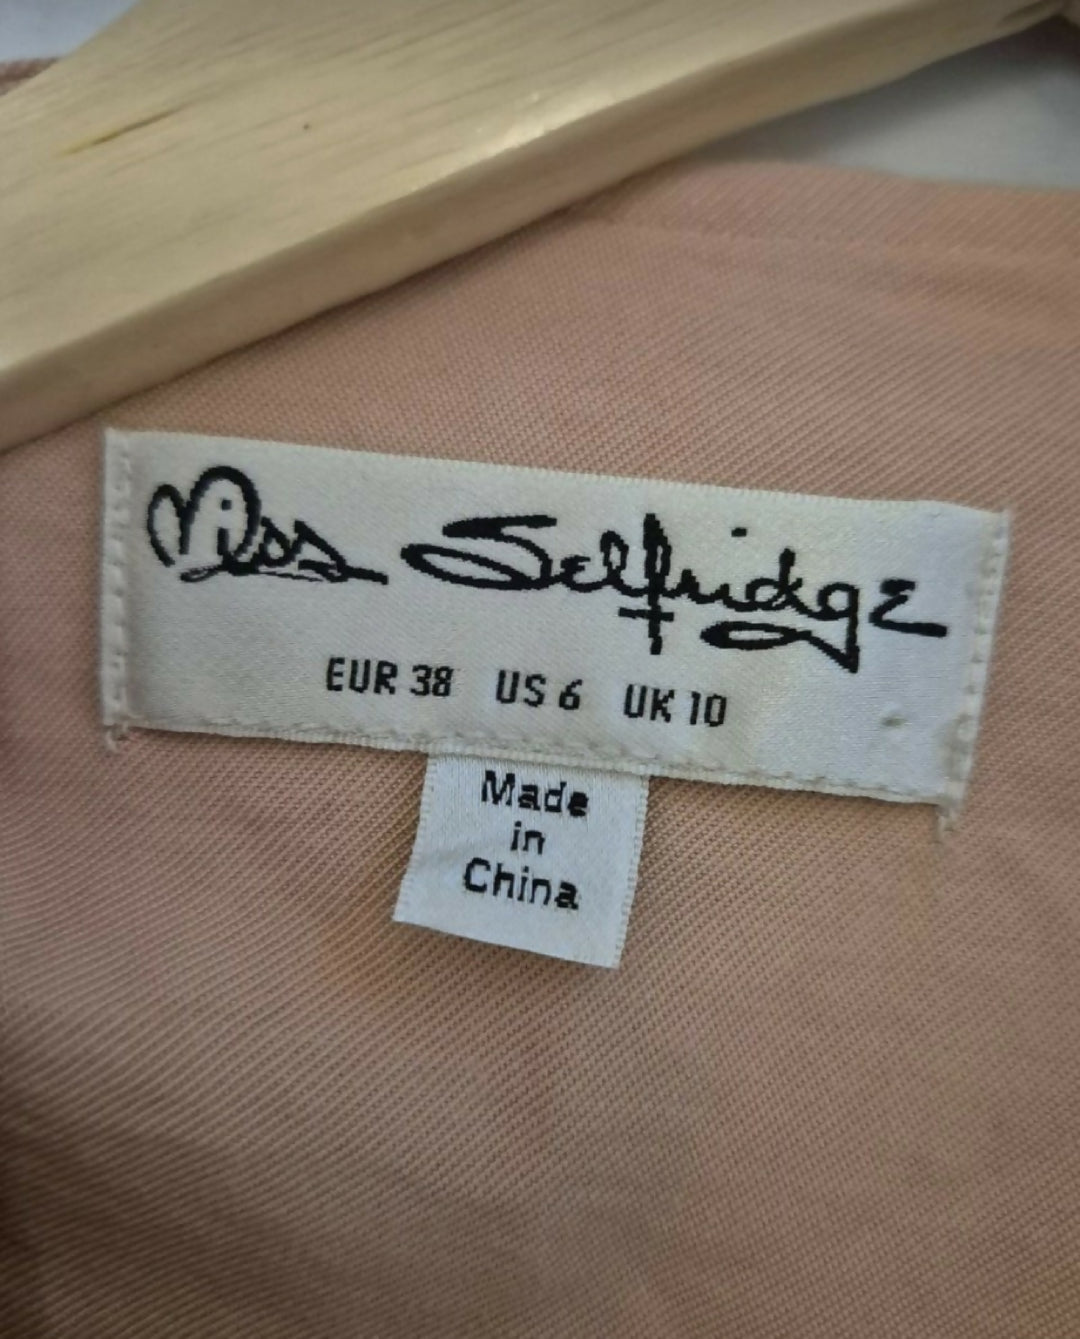 Miss Selfridge
EUR 38 US 6 UK 10
Made
in
China